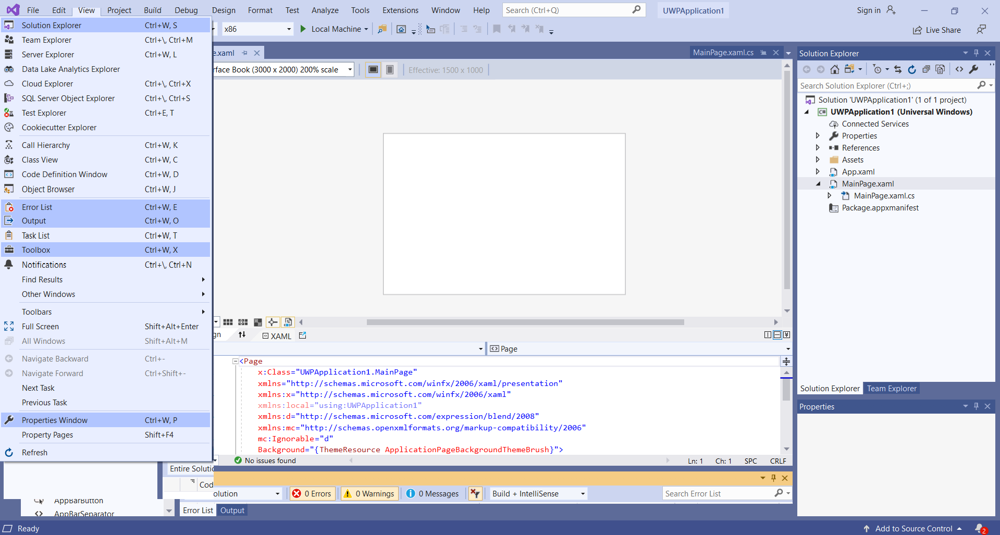 File Edit View Project Build Debug Design Format Test Analyze Tools Extensions Window Help Search (Ctrl+Q) UWPApplication1 Sign in
x86 Local Machine Live Share
Solution Explorer Ctrl+W, S
Team Explorer Ctrl+\, Ctrl+M
Server Explorer Ctrl+W, L
Data Lake Analytics Explorer
Cloud Explorer Ctrl+\, Ctrl+X
SQL Server Object Explorer Ctrl+\, Ctrl+S
Test Explorer Ctrl+E, T
Cookiecutter Explorer
Call Hierarchy Ctrl+W, K
Class View Ctrl+W, C
Code Definition Window Ctrl+W, D
Object Browser Ctrl+W, J
Error List Ctrl+W, E
Output Ctrl+W, O
Task List Ctrl+W, T
Toolbox Ctrl+W, X
Notifications Ctrl+\, Ctrl+N
Find Results
Other Windows
Toolbars
Full Screen Shift+Alt+Enter
All Windows Shift+Alt+M
Navigate Backward Ctrl+-
Navigate Forward Ctrl+Shift+-
Next Task
Previous Task
Properties Window Ctrl+W, P
Property Pages Shift+F4
Refresh
e.xaml MainPage.xaml.cs
rface Book (3000 x 2000) 200% scale Effective: 1500 x 1000
gn XAML
Page
<Page
x:Class="UWPApplication1.MainPage"
xmlns="http://schemas.microsoft.com/winfx/2006/xaml/presentation"
xmlns:x="http://schemas.microsoft.com/winfx/2006/xaml"
xmlns:local="using:UWPApplication1"
xmlns:d="http://schemas.microsoft.com/expression/blend/2008"
xmlns:mc="http://schemas.openxmlformats.org/markup-compatibility/2006"
mc:Ignorable="d"
Background="{ThemeResource ApplicationPageBackgroundThemeBrush}">
No issues found Ln: 1 Ch: 1 SPC CRLF
Entire Solutio
Cod
olution 0 Errors 0 Warnings 0 Messages Build + IntelliSense Search Error List
AppBarButton
AppBarSeparator
Error List Output
Solution Explorer
Search Solution Explorer (Ctrl+;)
Solution 'UWPApplication1' (1 of 1 project)
C# UWPApplication1 (Universal Windows)
Connected Services
Properties
References
Assets
App.xaml
MainPage.xaml
MainPage.xaml.cs
Package.appxmanifest
Solution Explorer Team Explorer
Properties
Ready Add to Source Control 2